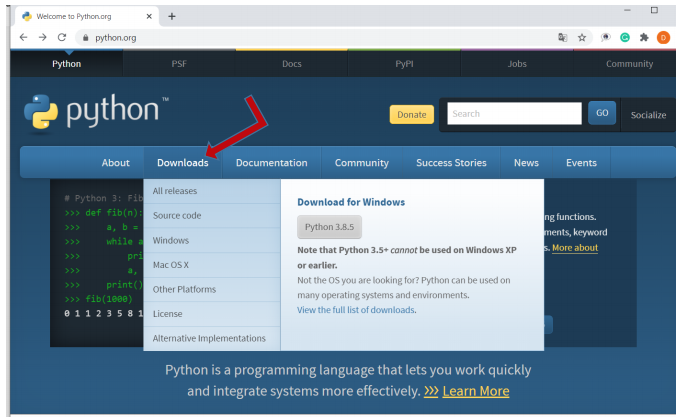 Welcome to Python.org
python.org
Python PSF Docs PyPI Jobs Community
python™
Donate Search GO Socialize
About Downloads Documentation Community Success Stories News Events
All releases
Source code
Windows
Mac OS X
Other Platforms
License
Alternative Implementations
Download for Windows
Python 3.8.5
Note that Python 3.5+ cannot be used on Windows XP
or earlier.
Not the OS you are looking for? Python can be used on
many operating systems and environments.
View the full list of downloads.
# Python 3: Fib
>>> def fib(n):
>>> a, b =
>>> while a
>>> pri
>>> a,
>>> print()
>>> fib(1000)
0 1 1 2 3 5 8 1
ng functions.
ments, keyword
s. More about
Python is a programming language that lets you work quickly
and integrate systems more effectively. >>> Learn More